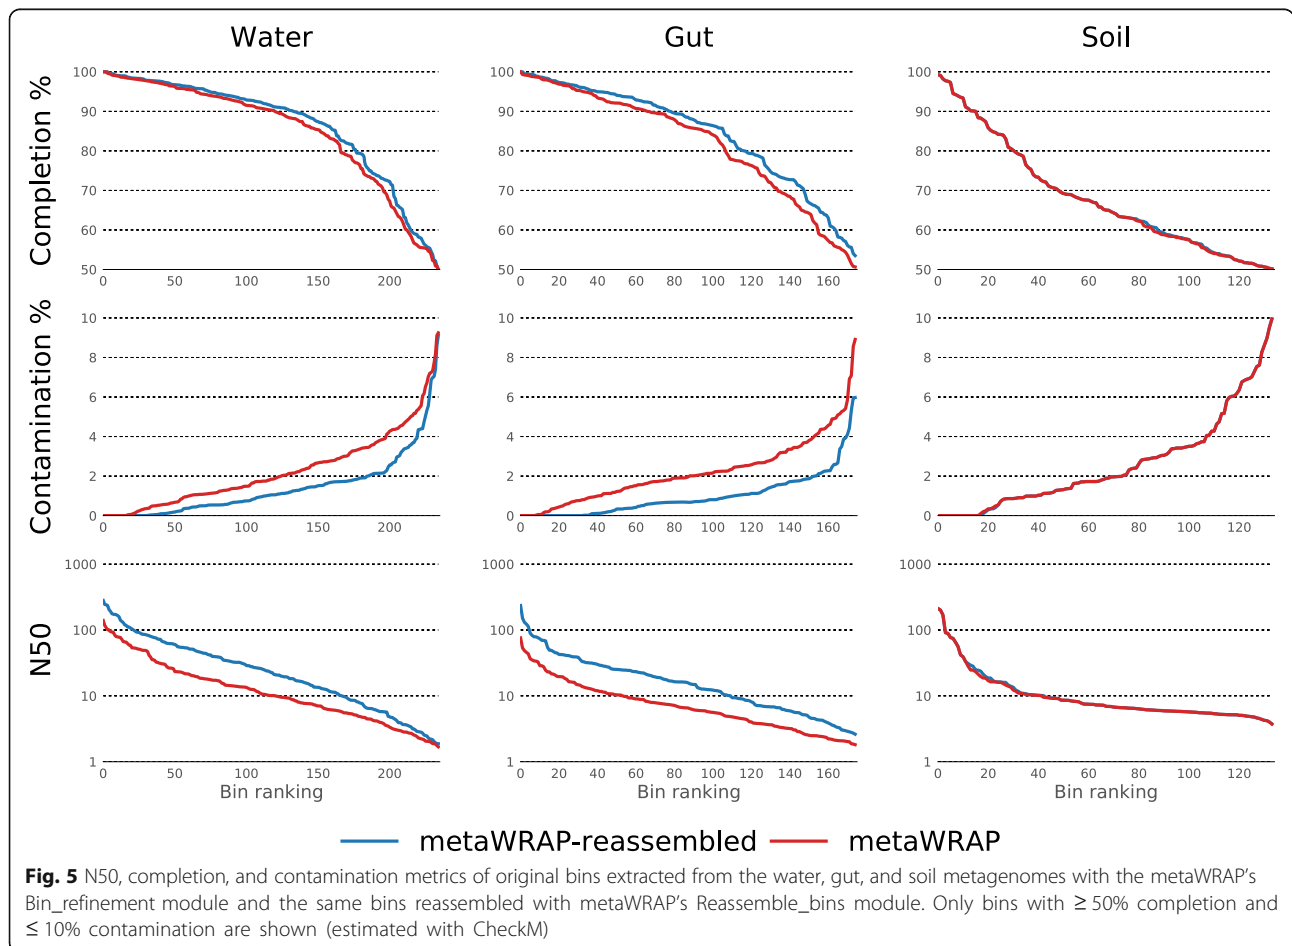 Water Gut Soil
Completion %
100 100 100
90 90 90
80 80 80
70 70 70
60 60 60
50 50 50
0 50 100 150 200 0 20 40 60 80 100 120 140 160 0 20 40 60 80 100 120
Contamination %
10 10 10
8 8 8
6 6 6
4 4 4
2 2 2
0 0 0
0 50 100 150 200 0 20 40 60 80 100 120 140 160 0 20 40 60 80 100 120
N50
1000 1000 1000
100 100 100
10 10 10
1 1 1
0 50 100 150 200 0 20 40 60 80 100 120 140 160 0 20 40 60 80 100 120
Bin ranking Bin ranking Bin ranking
metaWRAP-reassembled metaWRAP
Fig. 5 N50, completion, and contamination metrics of original bins extracted from the water, gut, and soil metagenomes with the metaWRAP’s
Bin_refinement module and the same bins reassembled with metaWRAP’s Reassemble_bins module. Only bins with ≥ 50% completion and
≤ 10% contamination are shown (estimated with CheckM)